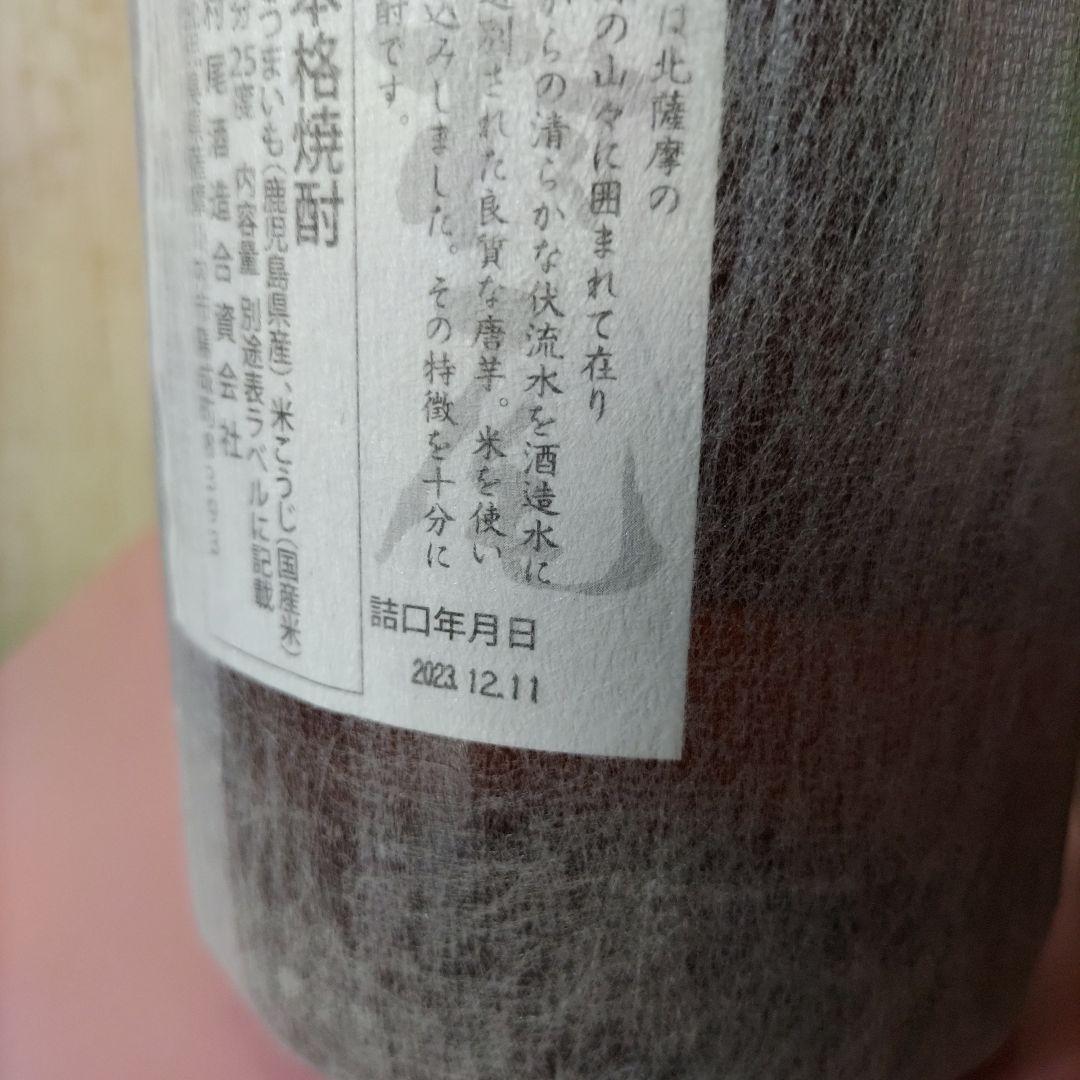 は北薩摩の
の山々に囲まれて在り
からの清らかな伏流水を酒造水に
選別された良質な唐芋。米を使い
込みしました。その特徴を十分に
酎です。
詰口年月日
2023.12.11
本格焼酎
さつまいも(鹿児島県産)、米こうじ(国産米)
分25度 内容量 別途表ラベルに記載
村尾酒造合資会社